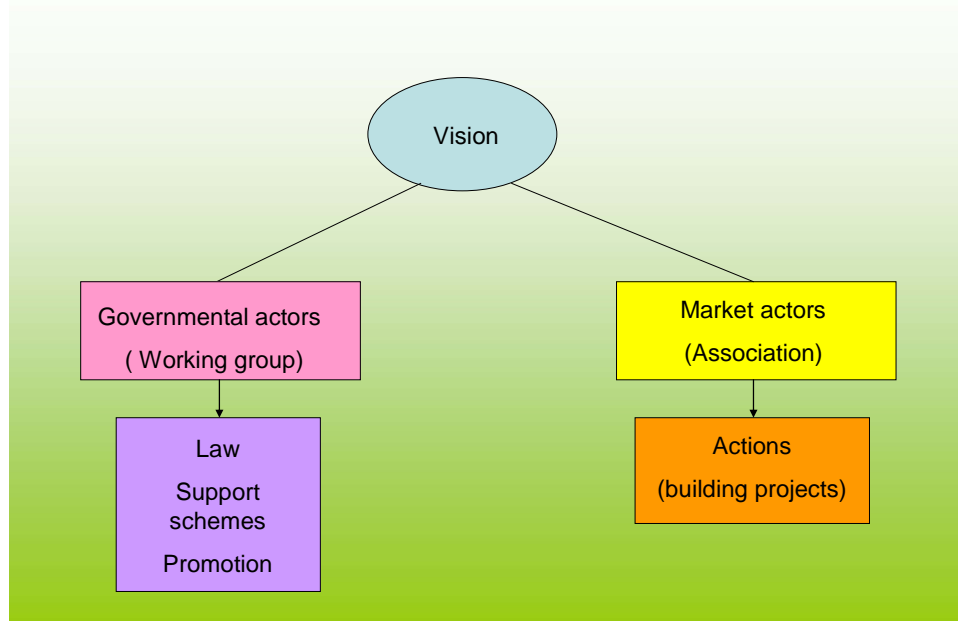 Vision
Governmental actors
( Working group)
Market actors
(Association)
Law
Support
schemes
Promotion
Actions
(building projects)